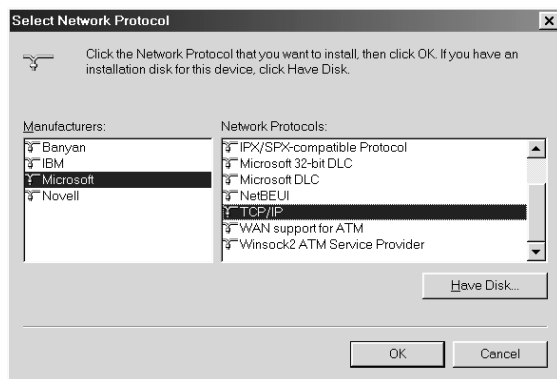 Select Network Protocol
Click the Network Protocol that you want to install, then click OK. If you have an
installation disk for this device, click Have Disk.
Manufacturers:
Banyan
IBM
Microsoft
Novell
Network Protocols:
IPX/SPX-compatible Protocol
Microsoft 32-bit DLC
Microsoft DLC
NetBEUI
TCP/IP
WAN support for ATM
Winsock2 ATM Service Provider
Have Disk...
OK
Cancel